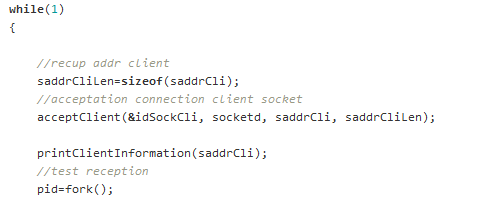 while(1)
{
//recup addr client
saddrCliLen=sizeof(saddrCli);
//acceptation connection client socket
acceptClient(&idSockCli, socketd, saddrCli, saddrCliLen);
printClientInformation(saddrCli);
//test reception
pid=fork();